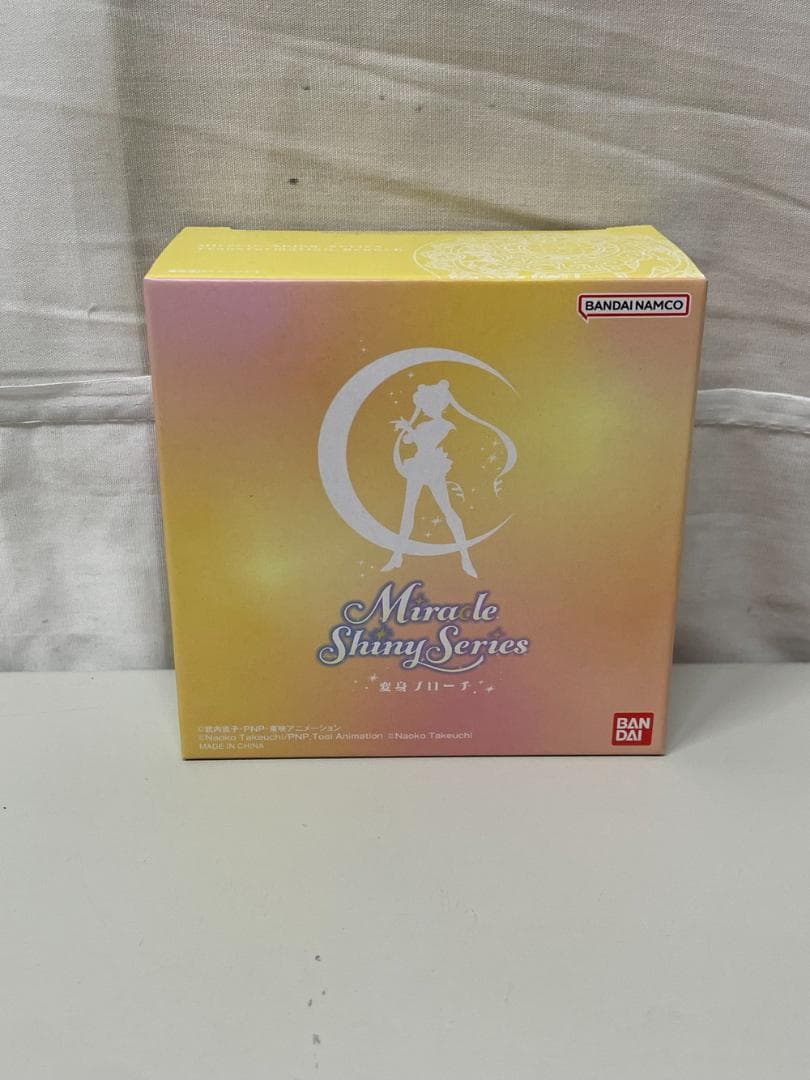 BANDAI NAMCO
Miracle
Shiny Series
変身ブローチ
©武内直子・PNP・東映アニメーション
©Naoko Takeuchi/PNP,Toei Animation ©Naoko Takeuchi
MADE IN CHINA
BAN
DAI